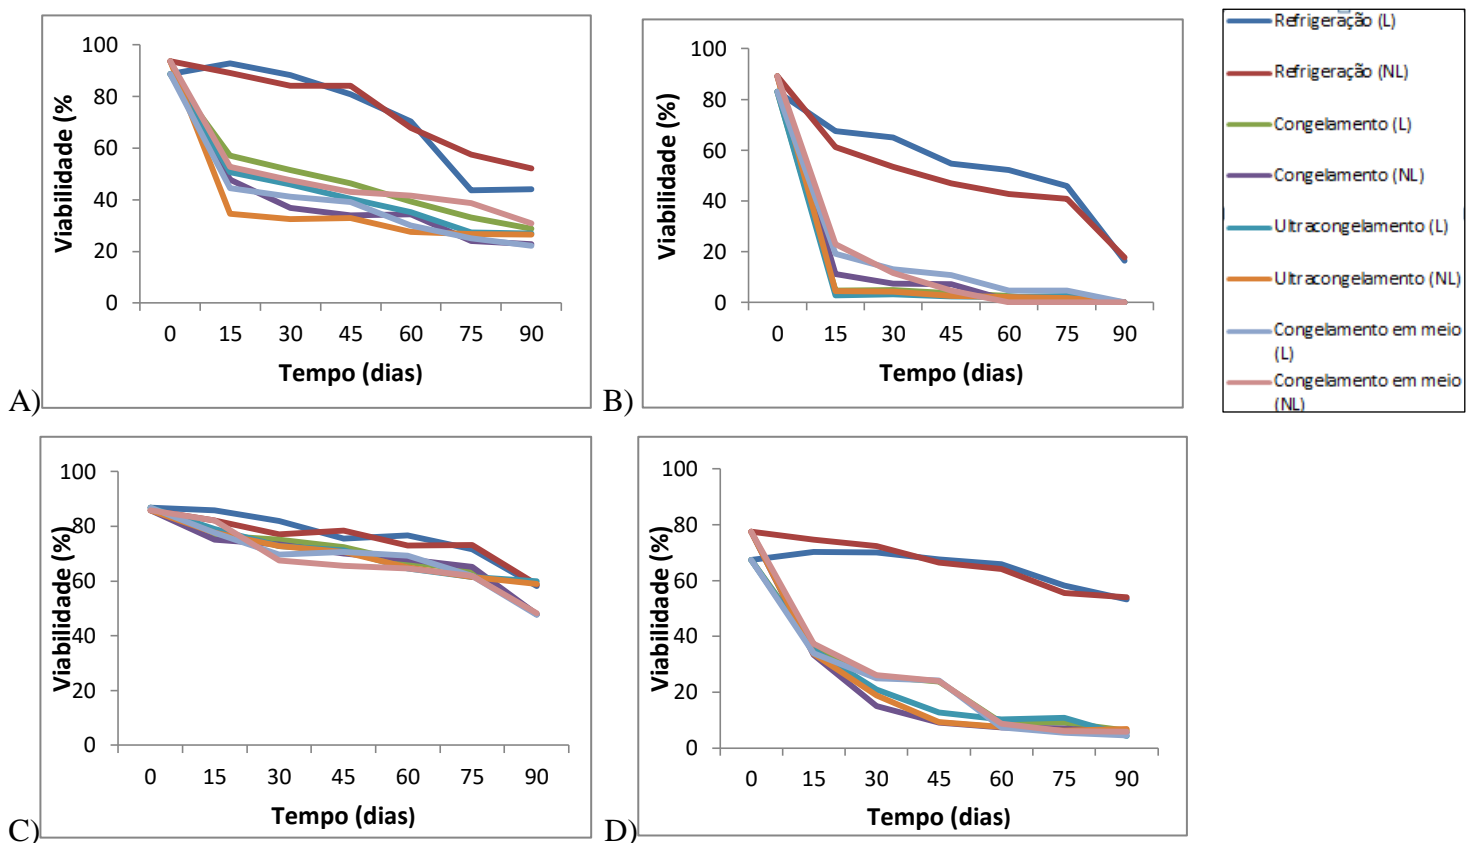 100
80
60
40
20
0
0 15 30 45 60 75 90
Viabilidade (%
Tempo (dias)
A)
100
80
60
40
20
0
0 15 30 45 60 75 90
Viabilidade (%)
Tempo (dias)
B)
Refrigeração (L)
Refrigeração (NL)
Congelamento (L)
Congelamento (NL)
Ultracongelamento (L)
Ultracongelamento (NL)
Congelamento em meio
(L)
Congelamento em meio
(NL)
100
80
60
40
20
0
0 15 30 45 60 75 90
Viabilidade (%)
Tempo (dias)
C)
100
80
60
40
20
0
0 15 30 45 60 75 90
Viabilidade (%)
Tempo (dias)
D)